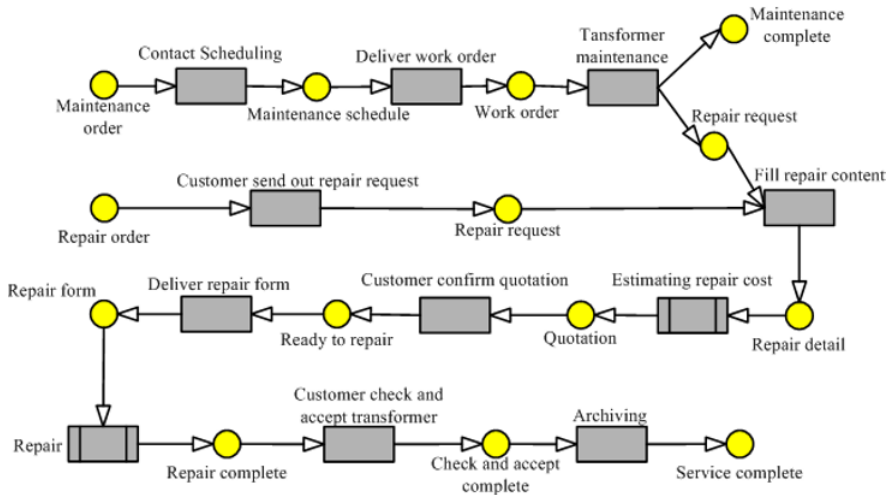 Contact Scheduling
Deliver work order
Tansformer
maintenance
Maintenance
complete
Maintenance
order
Maintenance schedule
Work order
Repair request
Customer send out repair request
Fill repair content
Repair order
Repair request
Repair form
Deliver repair form
Customer confirm quotation
Estimating repair cost
Ready to repair
Quotation
Repair detail
Customer check and
accept transformer
Archiving
Repair
Repair complete
Check and accept
complete
Service complete